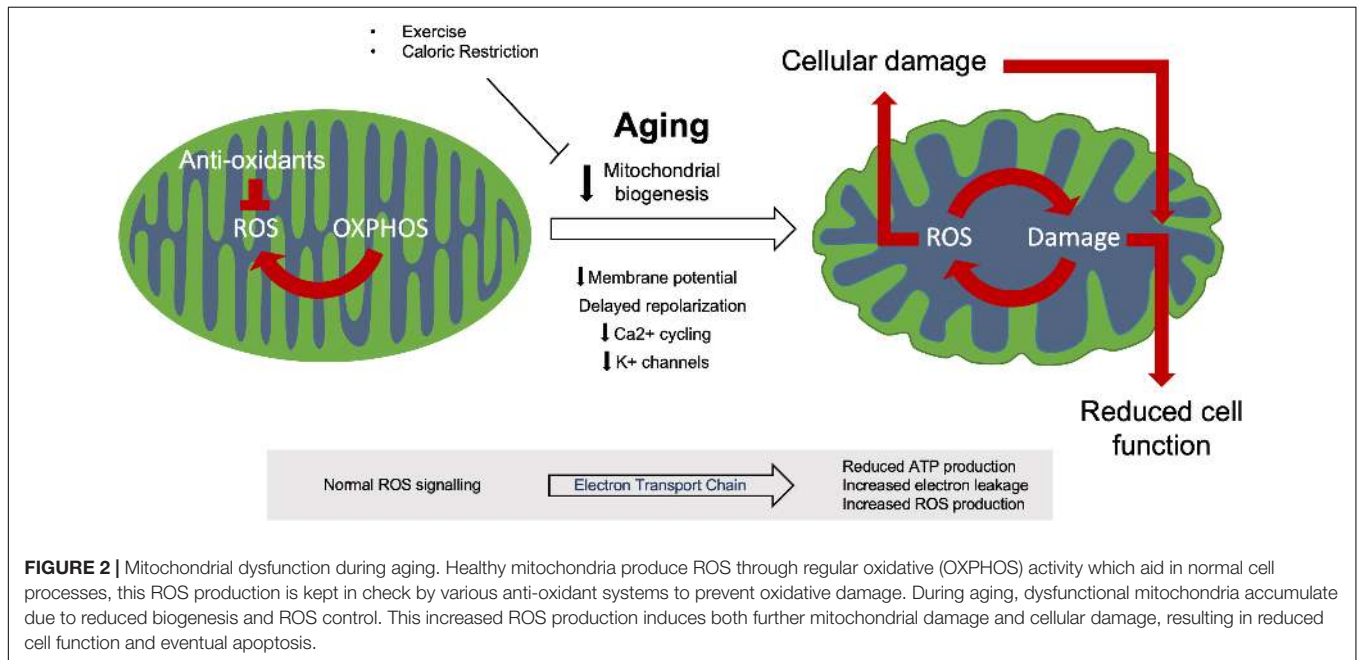 ▪ Exercise
▪ Caloric Restriction
Cellular damage
Aging
Mitochondrial
biogenesis
Anti-oxidants
ROS OXPHOS
ROS Damage
Membrane potential
Delayed repolarization
Ca2+ cycling
K+ channels
Reduced cell
function
Normal ROS signalling
Electron Transport Chain
Reduced ATP production
Increased electron leakage
Increased ROS production
FIGURE 2 | Mitochondrial dysfunction during aging. Healthy mitochondria produce ROS through regular oxidative (OXPHOS) activity which aid in normal cell
processes, this ROS production is kept in check by various anti-oxidant systems to prevent oxidative damage. During aging, dysfunctional mitochondria accumulate
due to reduced biogenesis and ROS control. This increased ROS production induces both further mitochondrial damage and cellular damage, resulting in reduced
cell function and eventual apoptosis.